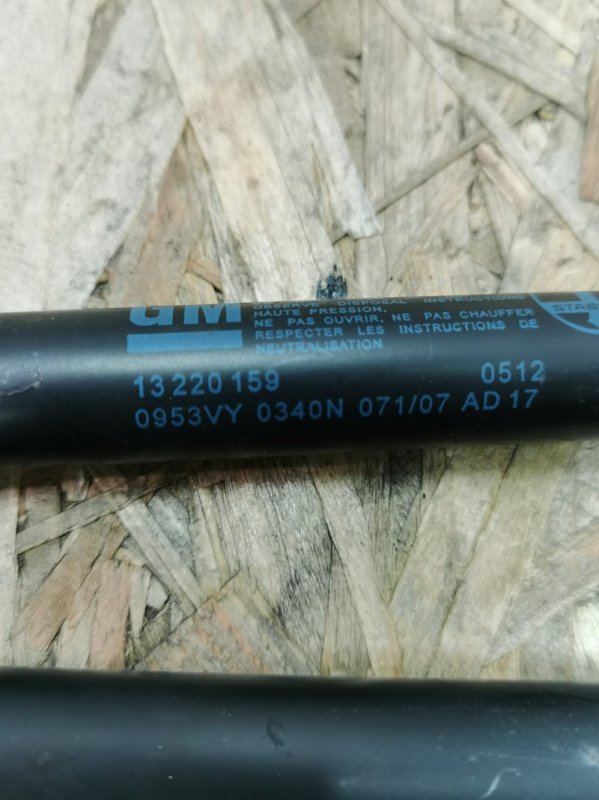 GM
OBSERVE DISPOSAL INSTRUCTIONS
HAUTE PRESSION,
NE PAS OUVRIR, NE PAS CHAUFFER
RESPECTER LES INSTRUCTIONS DE
NEUTRALISATION
STAB
13 220 159 0512
0953VY 0340N 071/07 AD 17